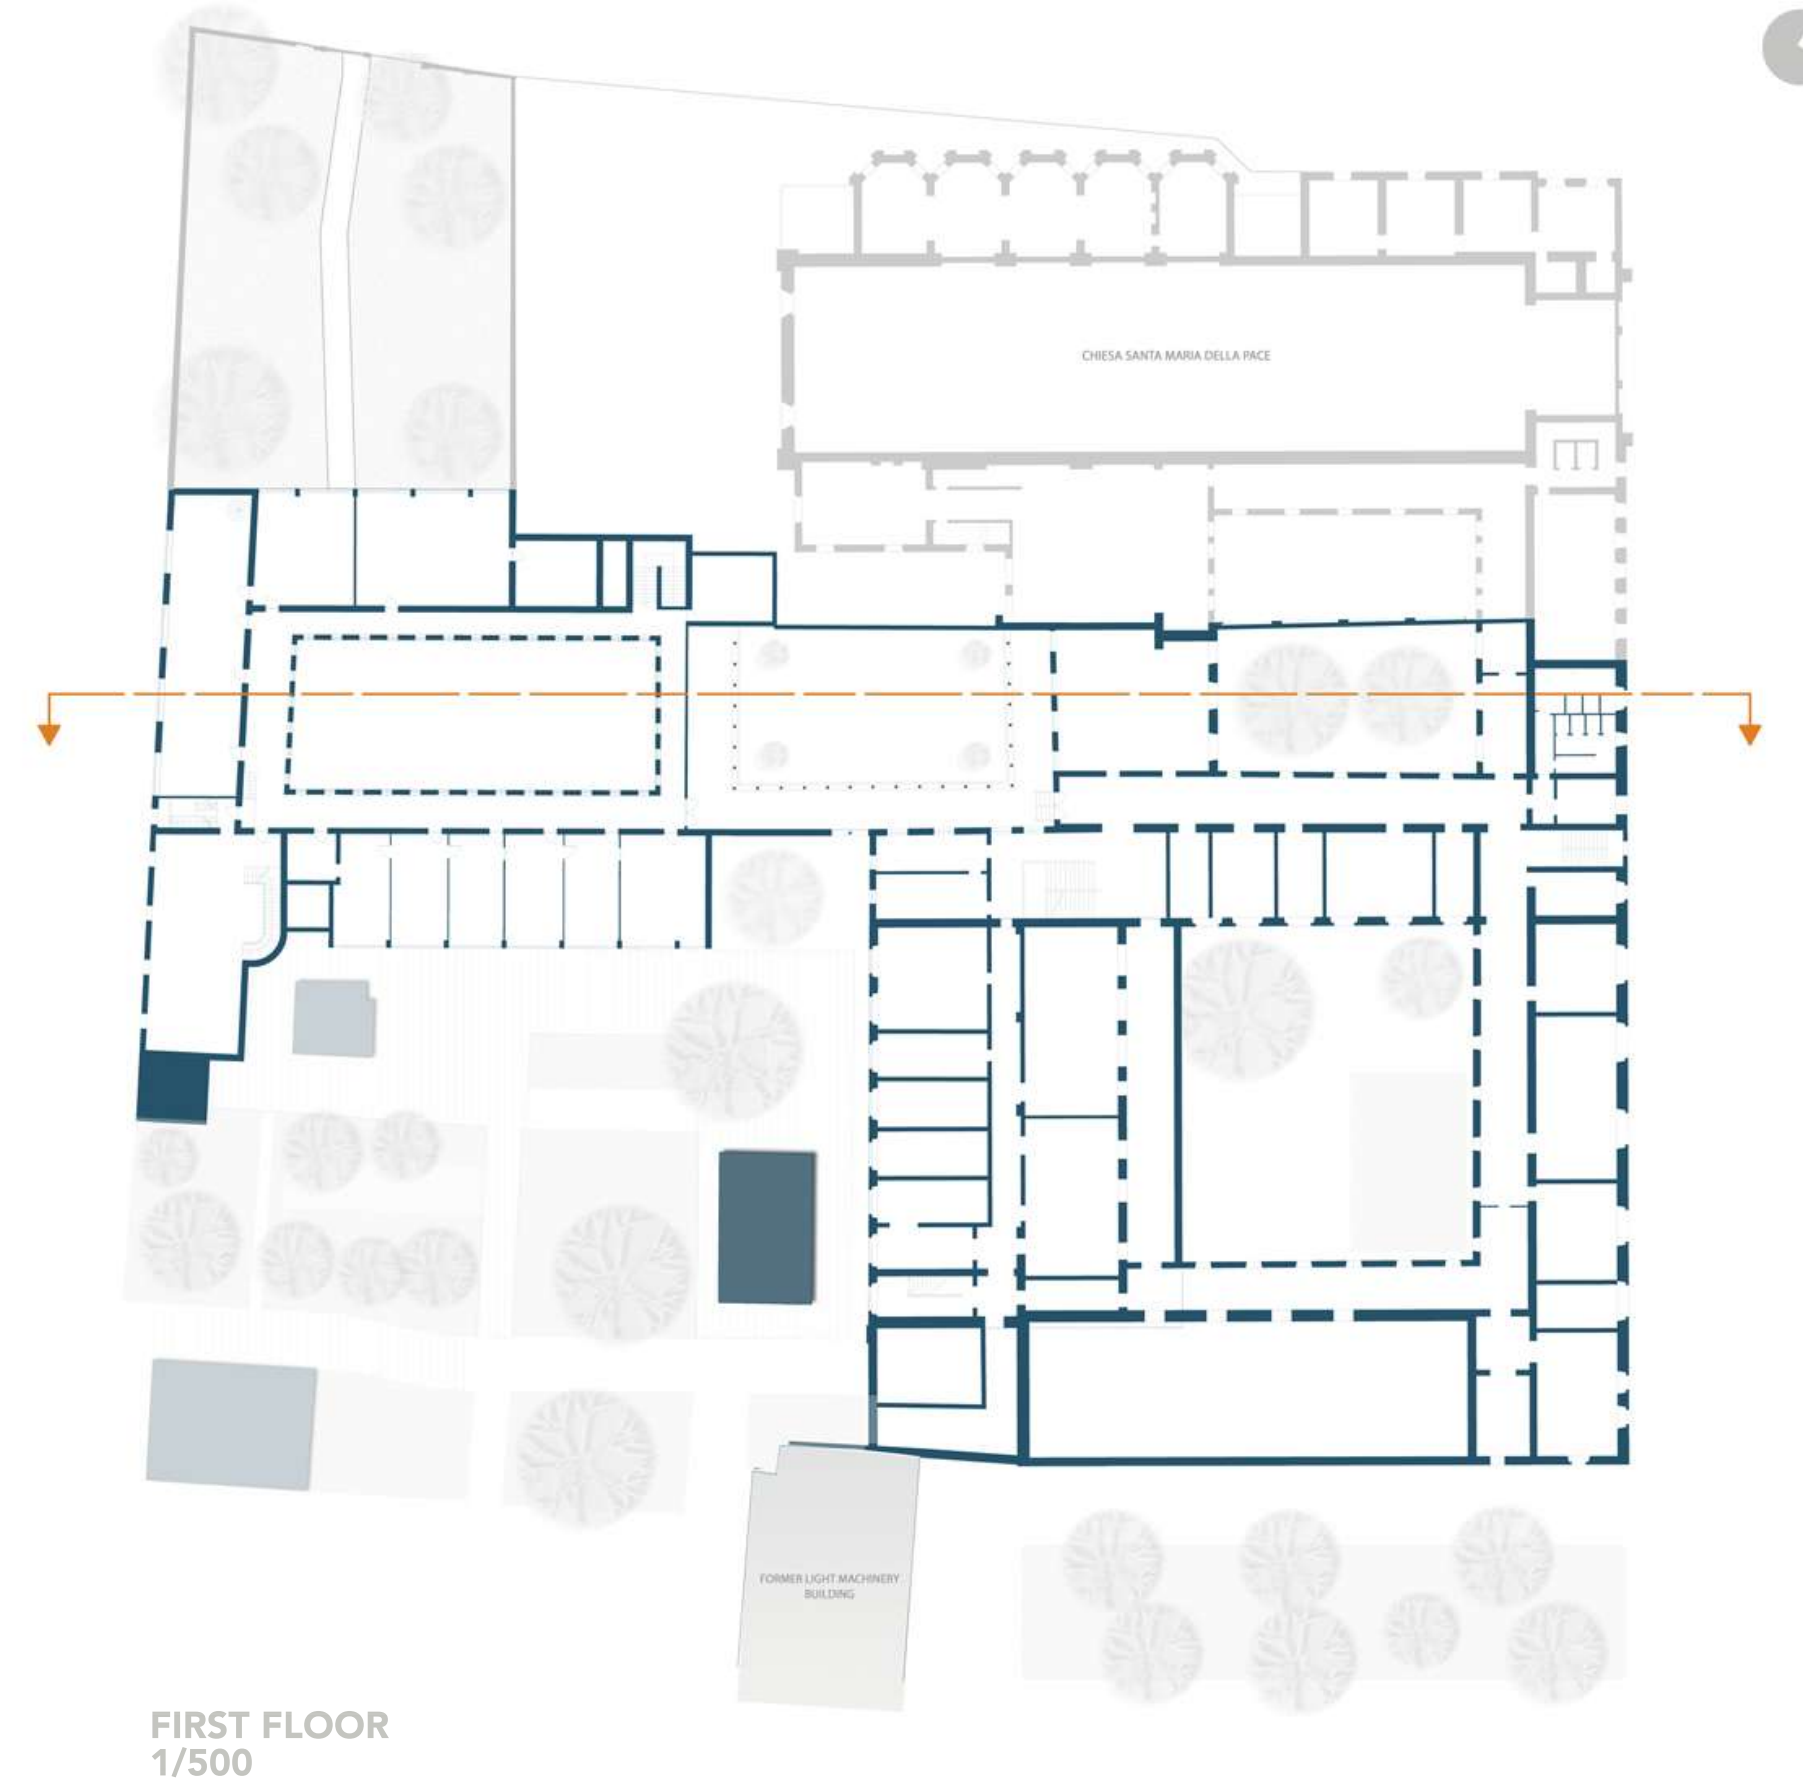 CHIESA SANTA MARIA DELLA PACE
FORMER LIGHT MACHINERY
BUILDING
FIRST FLOOR
1/500